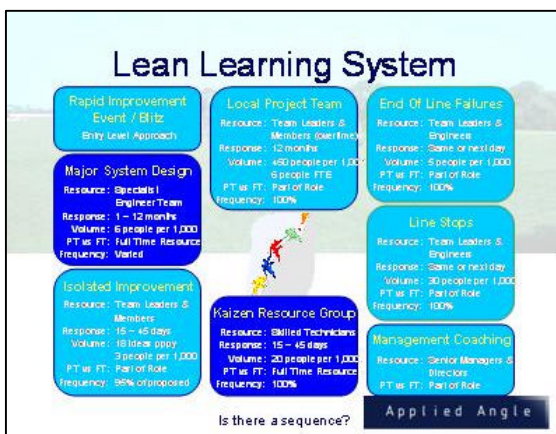 Lean Learning System
Rapid Improvement
Event / Blitz
Entry Level Approach
Major System Design
Resource: Specialist
Engineer Team
Response: 1 – 12 months
Volume: 6 people per 1,000
PT vs FT: Full Time Resource
Frequency: Varied
Isolated Improvement
Resource: Team Leaders &
Members
Response: 15 – 45 days
Volume: 18 ideas pppy
3 people per 1,000
PT vs FT: Part of Role
Frequency: 95% of proposed
Local Project Team
Resource: Team Leaders &
Members (overtime)
Response: 12 months
Volume: 450 people per 1,000
6 people FTE
PT vs FT: Part of Role
Frequency: 100%
Kaizen Resource Group
Resource: Skilled Technicians
Response: 15 – 45 days
Volume: 20 people per 1,000
PT vs FT: Full Time Resource
Frequency: 100%
End Of Line Failures
Resource: Team Leaders &
Engineer
Response: Same or next day
Volume: 5 people per 1,000
PT vs FT: Part of Role
Frequency: 100%
Line Stops
Resource: Team Leaders &
Engineer
Response: Same or next day
Volume: 30 people per 1,000
PT vs FT: Part of Role
Frequency: 100%
Management Coaching
Resource: Senior Managers &
Directors
PT vs FT: Part of Role
Is there a sequence?
Applied Angle